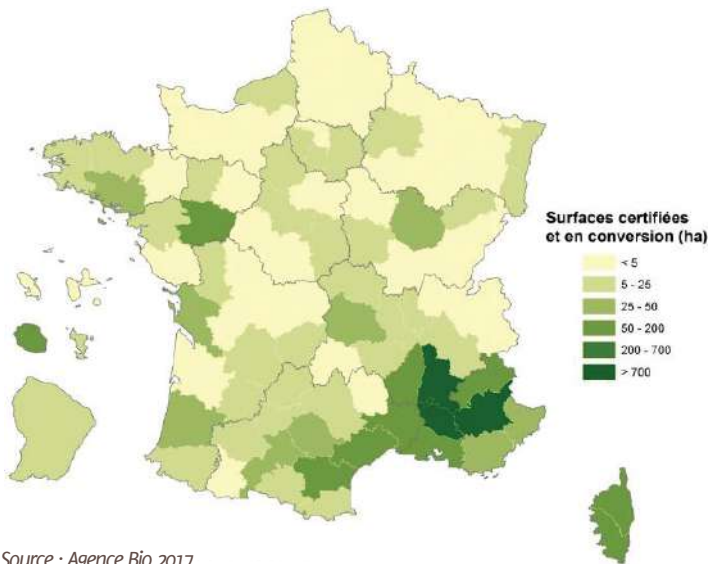 Surfaces certifiées
et en conversion (ha)
< 5
5 - 25
25 - 50
50 - 200
200 - 700
> 700
Source : Agence Bio 2017